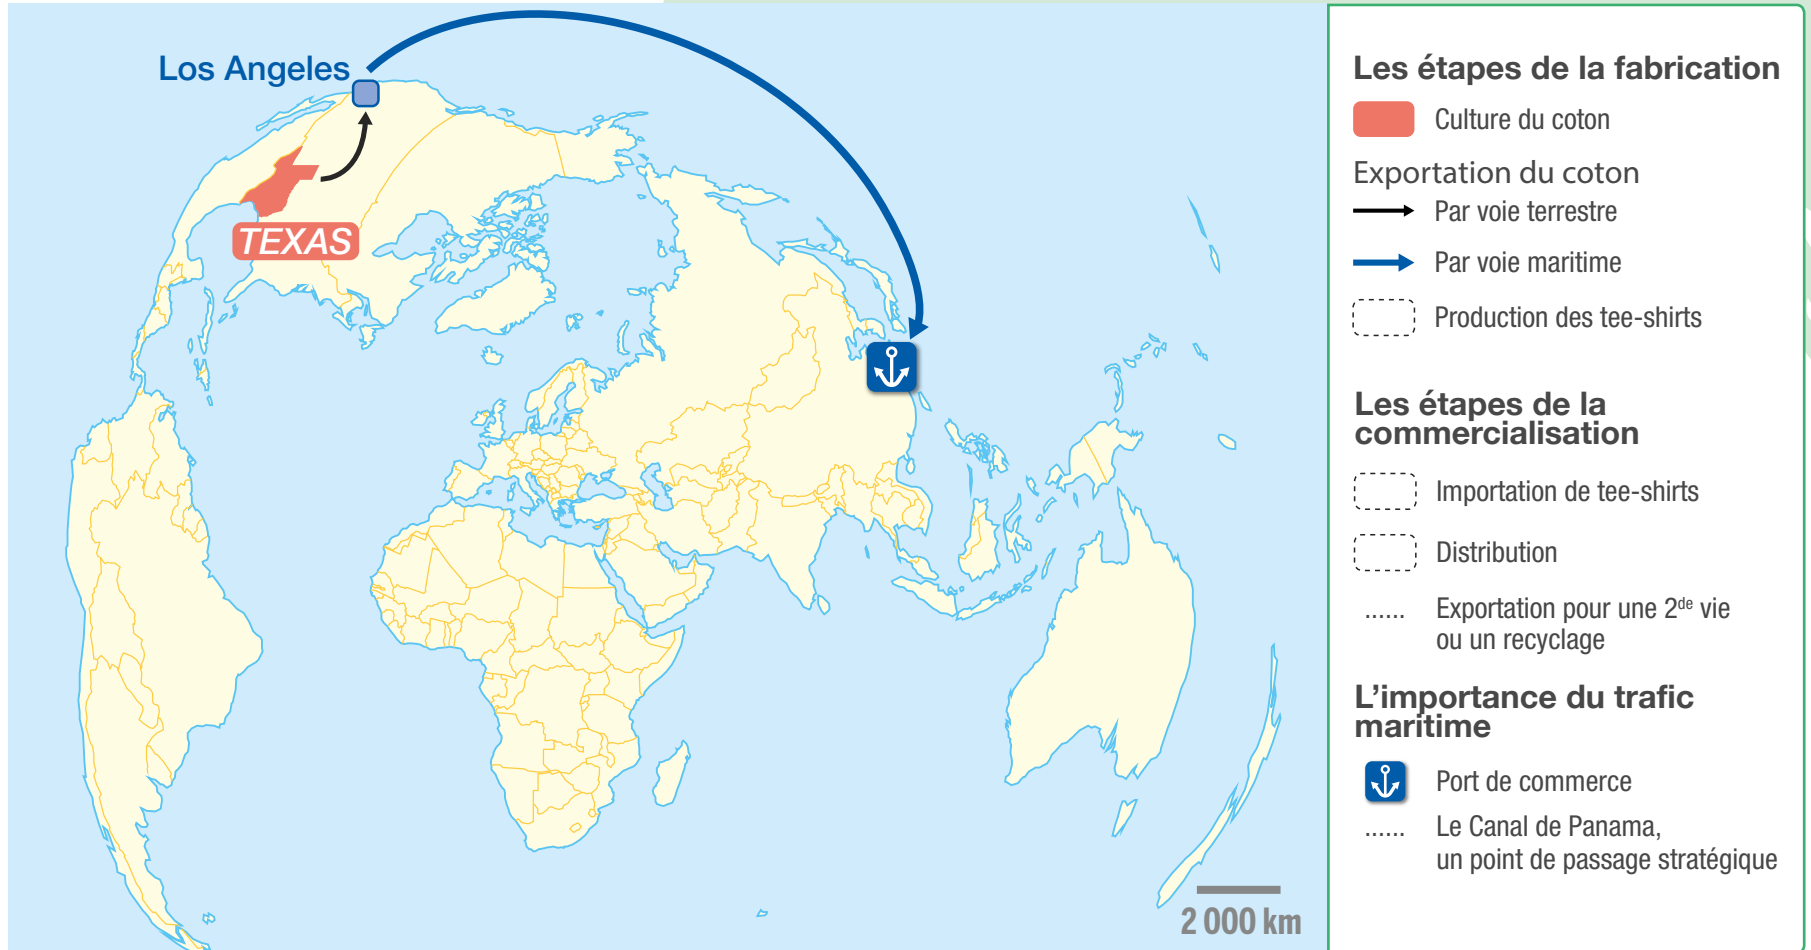 Los Angeles
TEXAS
2 000 km
Les étapes de la fabrication
Culture du coton
Exportation du coton
Par voie terrestre
Par voie maritime
Production des tee-shirts
Les étapes de la
commercialisation
Importation de tee-shirts
Distribution
...... Exportation pour une 2de vie
ou un recyclage
L’importance du trafic
maritime
Port de commerce
...... Le Canal de Panama,
un point de passage stratégique